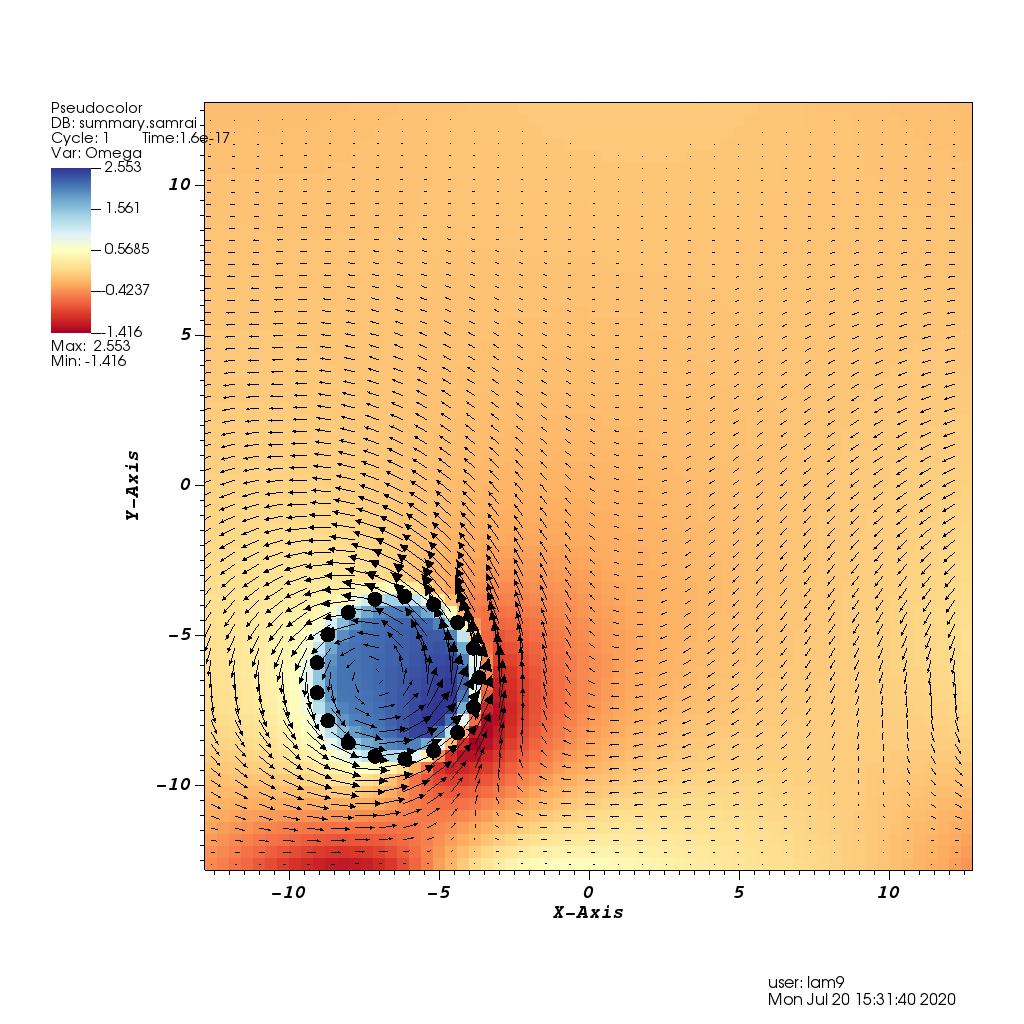 Pseudocolor
DB: summary.samrai
Cycle: 1 Time:1.6e-17
Var: Omega
2.553
1.561
0.5685
-0.4237
-1.416
Max: 2.553
Min: -1.416
10
5
0
-5
-10
Y-Axis
-10 -5 0 5 10
X-Axis
user: lam9
Mon Jul 20 15:31:40 2020